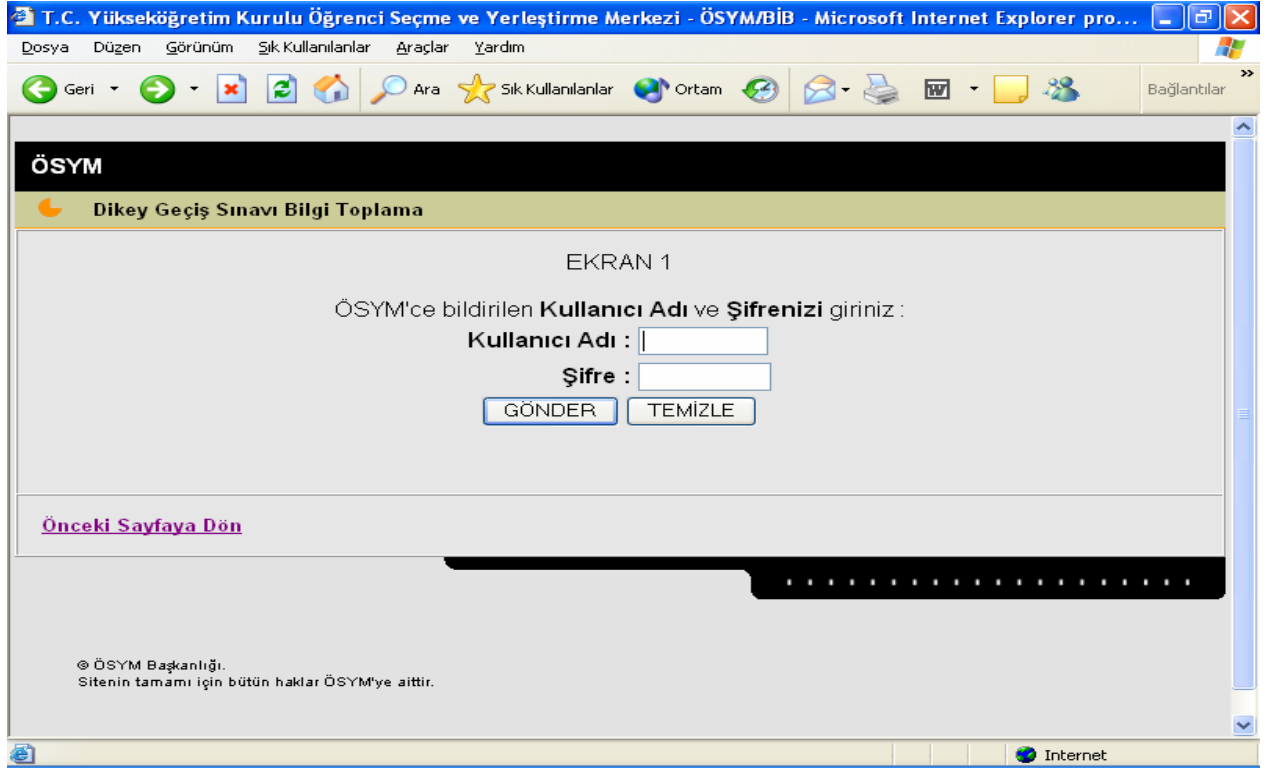 T.C. Yükseköğretim Kurulu Öğrenci Seçme ve Yerleştirme Merkezi - ÖSYM/BİB - Microsoft Internet Explorer pro...
Dosya Düzen Görünüm Sık Kullanılanlar Araçlar Yardım
Geri Ara Sık Kullanılanlar Ortam Bağlantılar
ÖSYM
Dikey Geçiş Sınavı Bilgi Toplama
EKRAN 1
ÖSYM'ce bildirilen Kullanıcı Adı ve Şifrenizi giriniz :
Kullanıcı Adı :
Şifre :
GÖNDER TEMİZLE
Önceki Sayfaya Dön
© ÖSYM Başkanlığı.
Sitenin tamamı için bütün haklar ÖSYM'ye aittir.
Internet